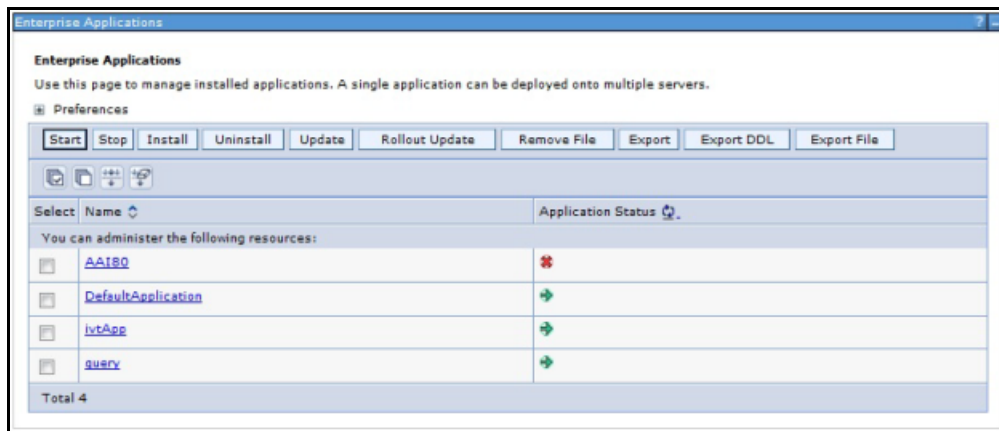 Enterprise Applications ? -
Enterprise Applications
Use this page to manage installed applications. A single application can be deployed onto multiple servers.
Preferences
Start Stop Install Uninstall Update Rollout Update Remove File Export Export DDL Export File
Select Name Application Status
You can administer the following resources:
AAI80
DefaultApplication
ivtApp
query
Total 4